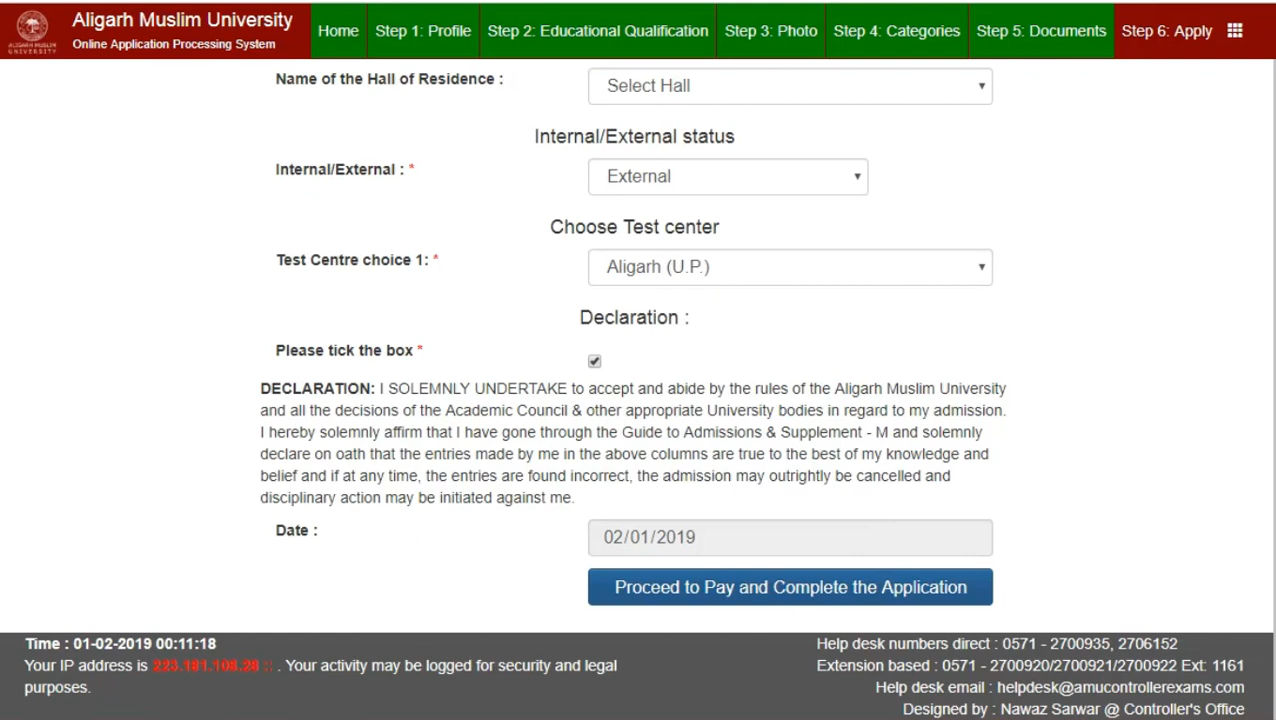 Aligarh Muslim University
Online Application Processing System
Home
Step 1: Profile
Step 2: Educational Qualification
Step 3: Photo
Step 4: Categories
Step 5: Documents
Step 6: Apply
Name of the Hall of Residence :
Select Hall
Internal/External status
Internal/External : *
External
Choose Test center
Test Centre choice 1: *
Aligarh (U.P.)
Declaration :
Please tick the box *
DECLARATION: I SOLEMNLY UNDERTAKE to accept and abide by the rules of the Aligarh Muslim University
and all the decisions of the Academic Council & other appropriate University bodies in regard to my admission.
I hereby solemnly affirm that I have gone through the Guide to Admissions & Supplement - M and solemnly
declare on oath that the entries made by me in the above columns are true to the best of my knowledge and
belief and if at any time, the entries are found incorrect, the admission may outrightly be cancelled and
disciplinary action may be initiated against me.
Date :
02/01/2019
Proceed to Pay and Complete the Application
Time : 01-02-2019 00:11:18
Your IP address is :: . Your activity may be logged for security and legal
purposes.
Help desk numbers direct : 0571 - 2700935, 2706152
Extension based : 0571 - 2700920/2700921/2700922 Ext: 1161
Help desk email : helpdesk@amucontrollerexams.com
Designed by : Nawaz Sarwar @ Controller's Office